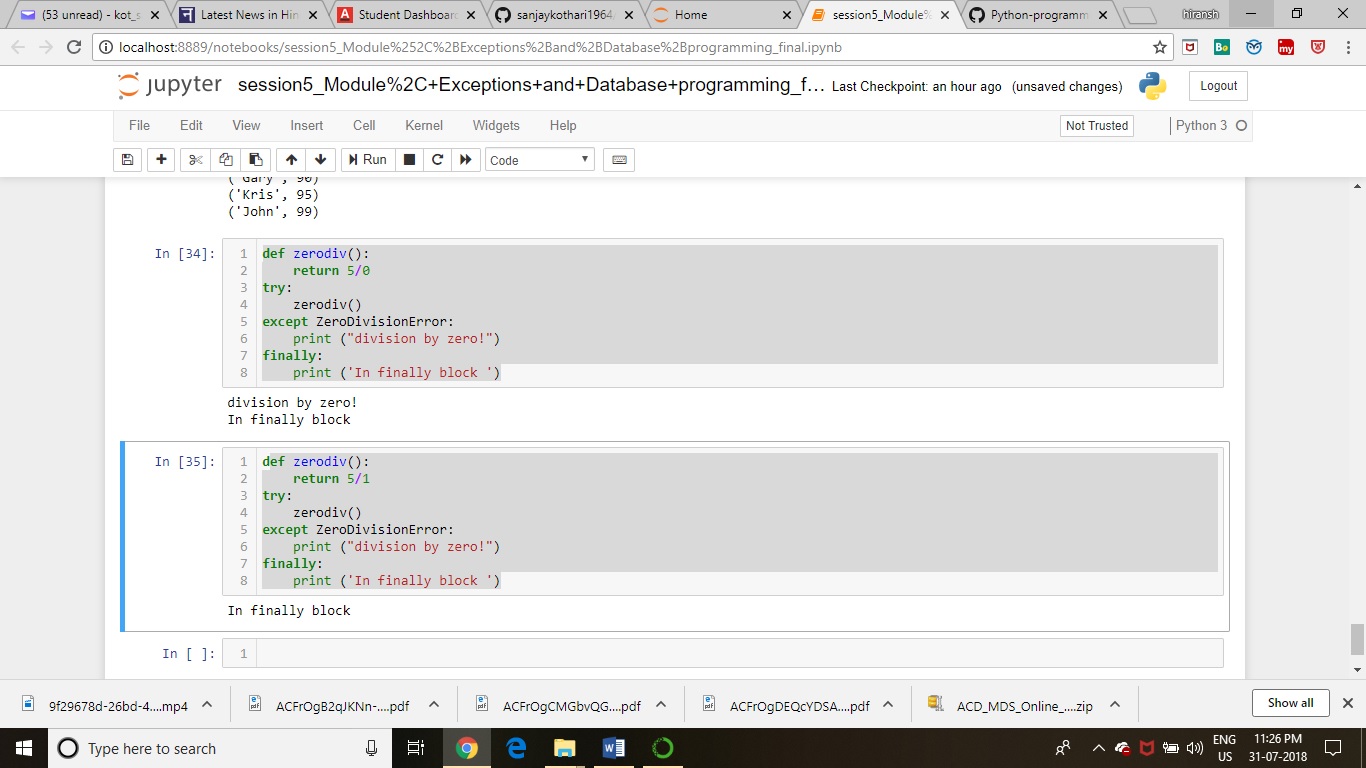 (53 unread) - kot_s
Latest News in Hin
Student Dashboard
sanjaykothari1964
Home
session5_Module%
Python-programm
hiransh
localhost:8889/notebooks/session5_Module%252C%2BExceptions%2Band%2BDatabase%2Bprogramming_final.ipynb
jupyter session5_Module%2C+Exceptions+and+Database+programming_f... Last Checkpoint: an hour ago (unsaved changes) Logout
File Edit View Insert Cell Kernel Widgets Help Not Trusted Python 3
Run Code
('Gary', 90)
('Kris', 95)
('John', 99)
In [34]:
1 def zerodiv():
2     return 5/0
3 try:
4     zerodiv()
5 except ZeroDivisionError:
6     print ("division by zero!")
7 finally:
8     print ('In finally block ')
division by zero!
In finally block
In [35]:
1 def zerodiv():
2     return 5/1
3 try:
4     zerodiv()
5 except ZeroDivisionError:
6     print ("division by zero!")
7 finally:
8     print ('In finally block ')
In finally block
In [ ]: 1
9f29678d-26bd-4....mp4
ACFrOgB2qJKNn-....pdf
ACFrOgCMGbvQG....pdf
ACFrOgDEQcYDSA....pdf
ACD_MDS_Online_....zip
Show all
Type here to search
ENG
US
11:26 PM
31-07-2018